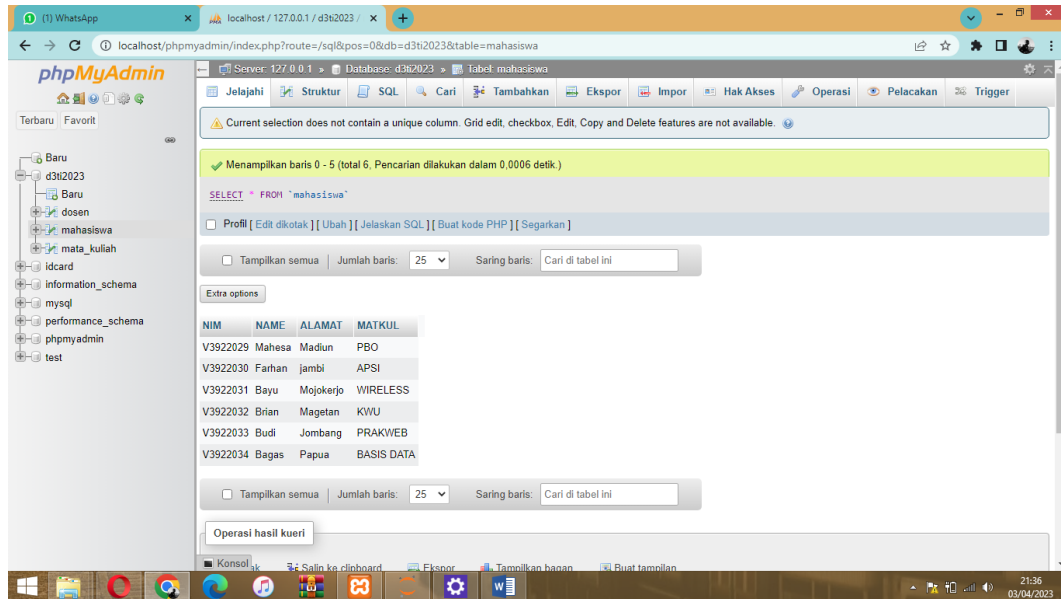 (1) WhatsApp
localhost / 127.0.0.1 / d3ti2023 /
localhost/phpmyadmin/index.php?route=/sql&pos=0&db=d3ti2023&table=mahasiswa
phpMyAdmin
Terbaru Favorit
Baru
d3ti2023
Baru
dosen
mahasiswa
mata_kuliah
idcard
information_schema
mysql
performance_schema
phpmyadmin
test
Server: 127.0.0.1 » Database: d3ti2023 » Tabel: mahasiswa
Jelajahi Struktur SQL Cari Tambahkan Ekspor Impor Hak Akses Operasi Pelacakan Trigger
Current selection does not contain a unique column. Grid edit, checkbox, Edit, Copy and Delete features are not available.
Menampilkan baris 0 - 5 (total 6, Pencarian dilakukan dalam 0,0006 detik.)
SELECT * FROM `mahasiswa`
Profil [ Edit dikotak ] [ Ubah ] [ Jelaskan SQL ] [ Buat kode PHP ] [ Segarkan ]
Tampilkan semua | Jumlah baris: 25 Saring baris: Cari di tabel ini
Extra options
NIM NAME ALAMAT MATKUL
V3922029 Mahesa Madiun PBO
V3922030 Farhan jambi APSI
V3922031 Bayu Mojokerjo WIRELESS
V3922032 Brian Magetan KWU
V3922033 Budi Jombang PRAKWEB
V3922034 Bagas Papua BASIS DATA
Tampilkan semua | Jumlah baris: 25 Saring baris: Cari di tabel ini
Operasi hasil kueri
Konsol Salin ke clipboard Ekspor Tampilkan bagan Buat tampilan
21:36
03/04/2023